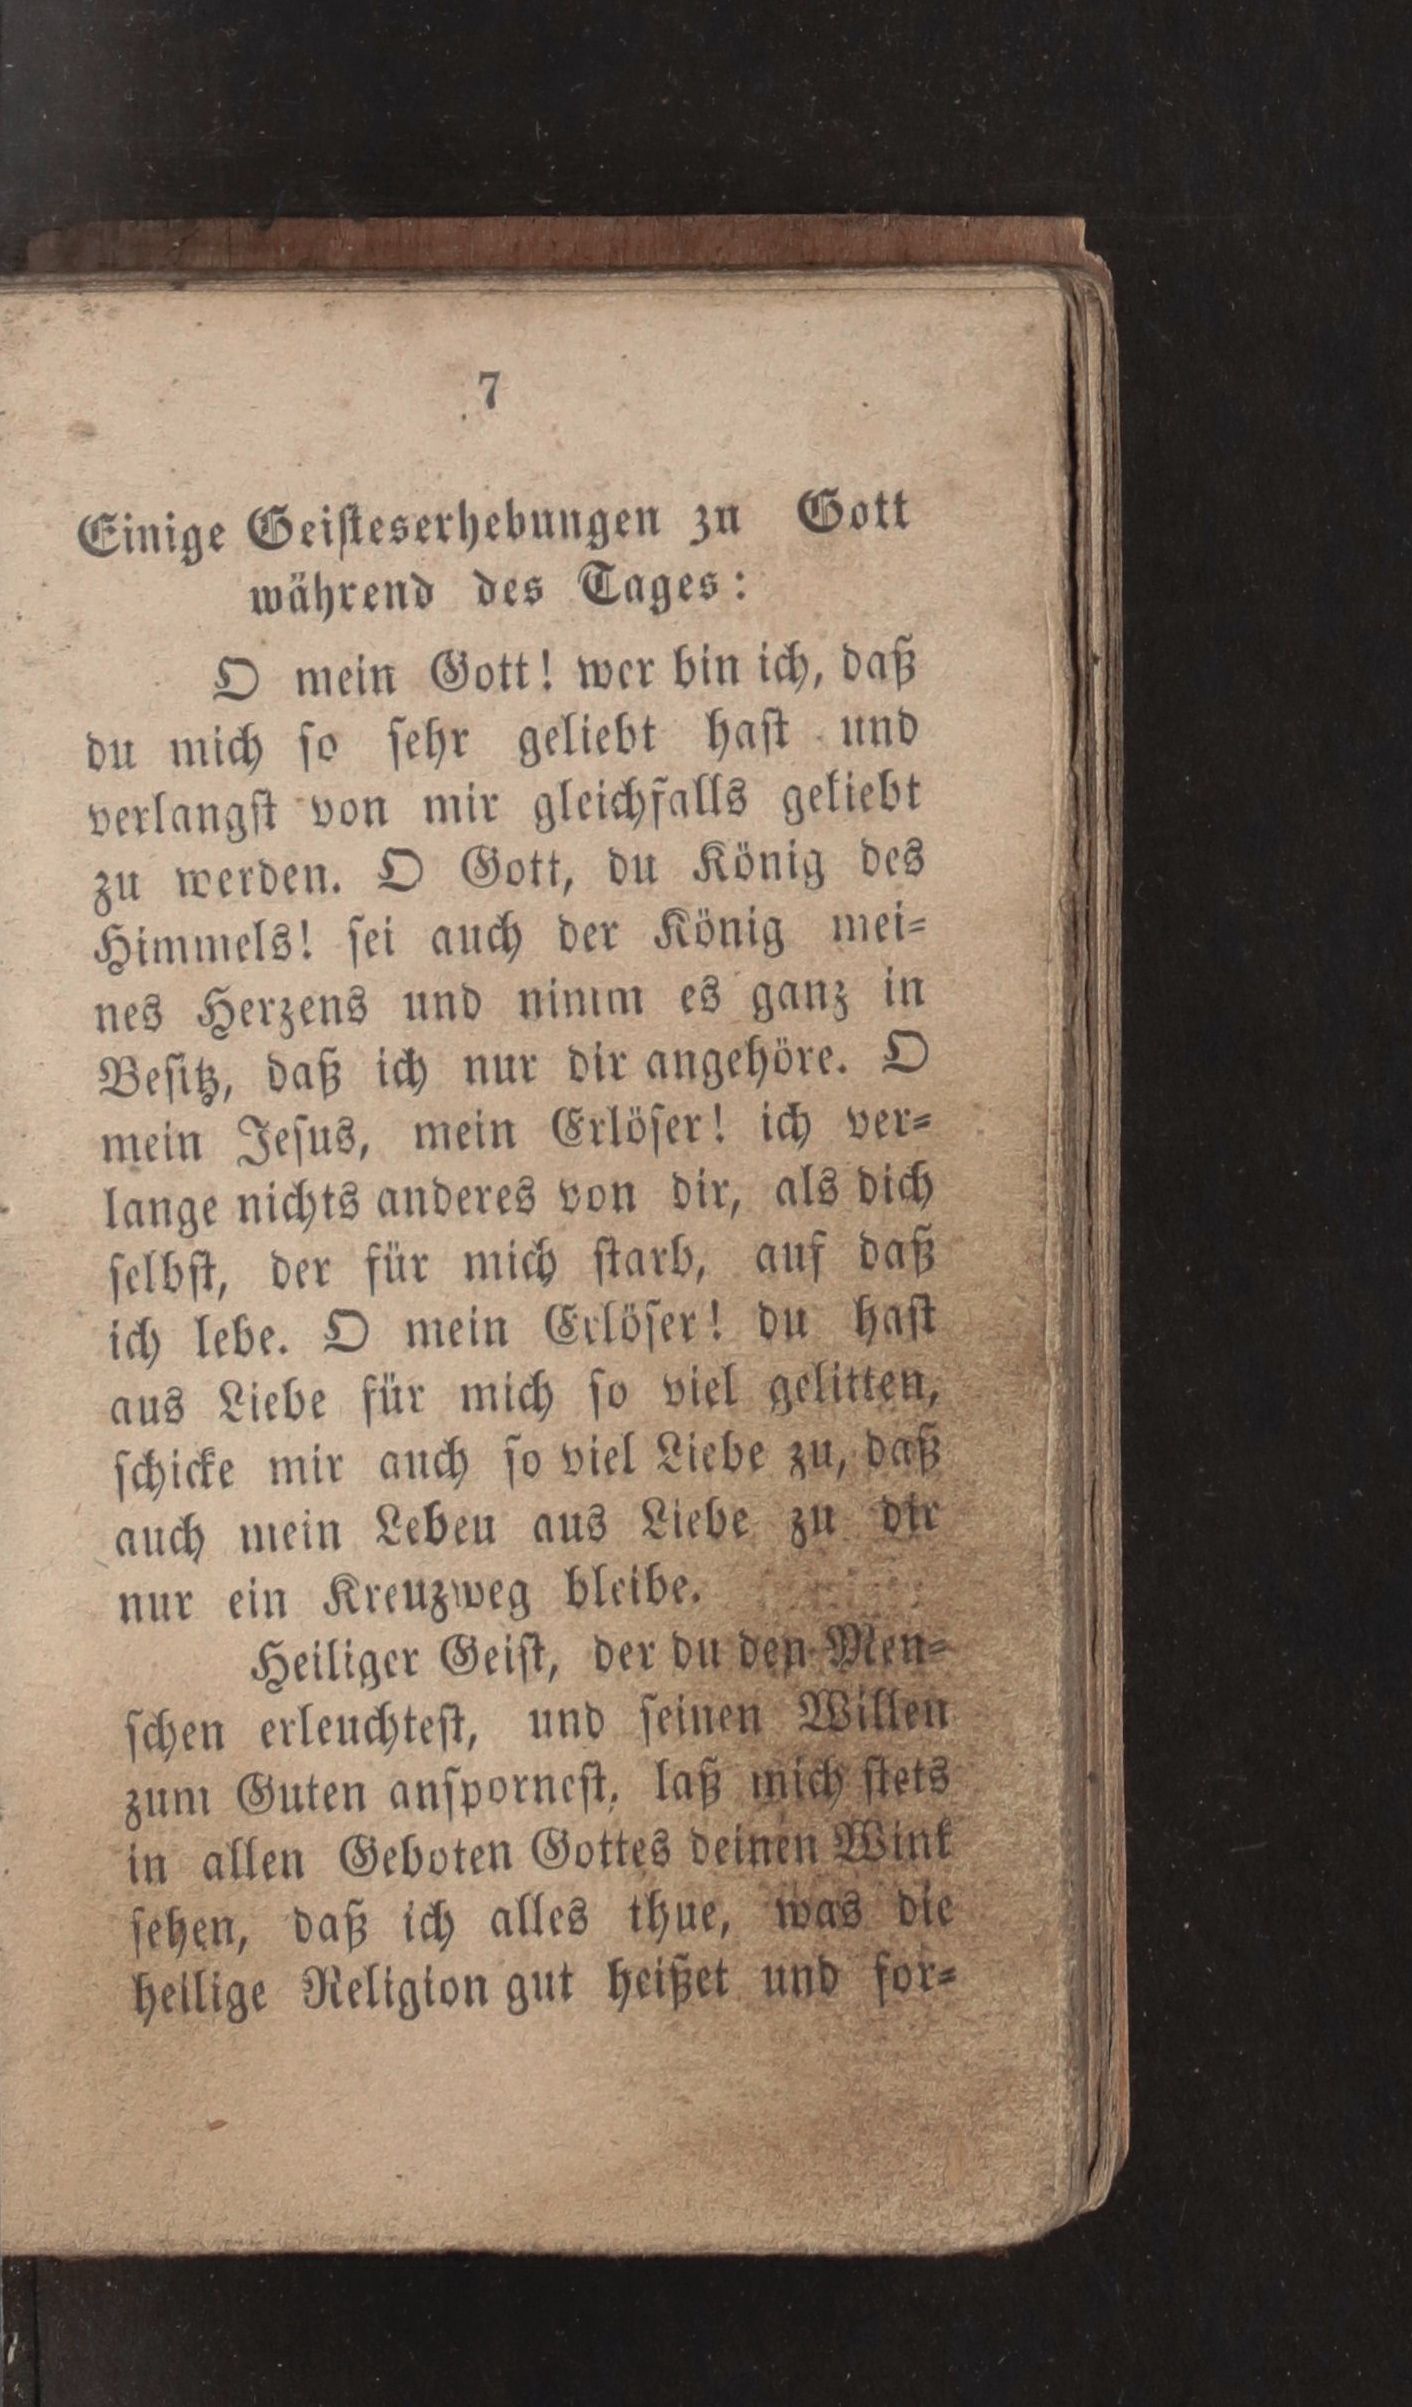 7
Einige Geisteserhebungen zu Gott
während des Tages:
O mein Gott! wer bin ich, daß
du mich so sehr geliebt hast und
verlangst von mir gleichfalls geliebt
zu werden. O Gott, du König des
Himmels! sei auch der König mei-
nes Herzens und nimm es ganz in
Besitz, daß ich nur dir angehöre. O
mein Jesus, mein Erlöser! ich ver-
lange nichts anderes von dir, als dich
selbst, der für mich starb, auf daß
ich lebe. O mein Erlöser! du hast
aus Liebe für mich so viel gelitten,
schicke mir auch so viel Liebe zu, daß
auch mein Leben aus Liebe zu dir
nur ein Kreuzweg bleibe.
Heiliger Geist, der du den Men-
schen erleuchtest, und seinen Willen
zum Guten anspornest, laß mich stets
in allen Geboten Gottes deinen Wink
sehen, daß ich alles thue, was die
heilige Religion gut heißet und for-